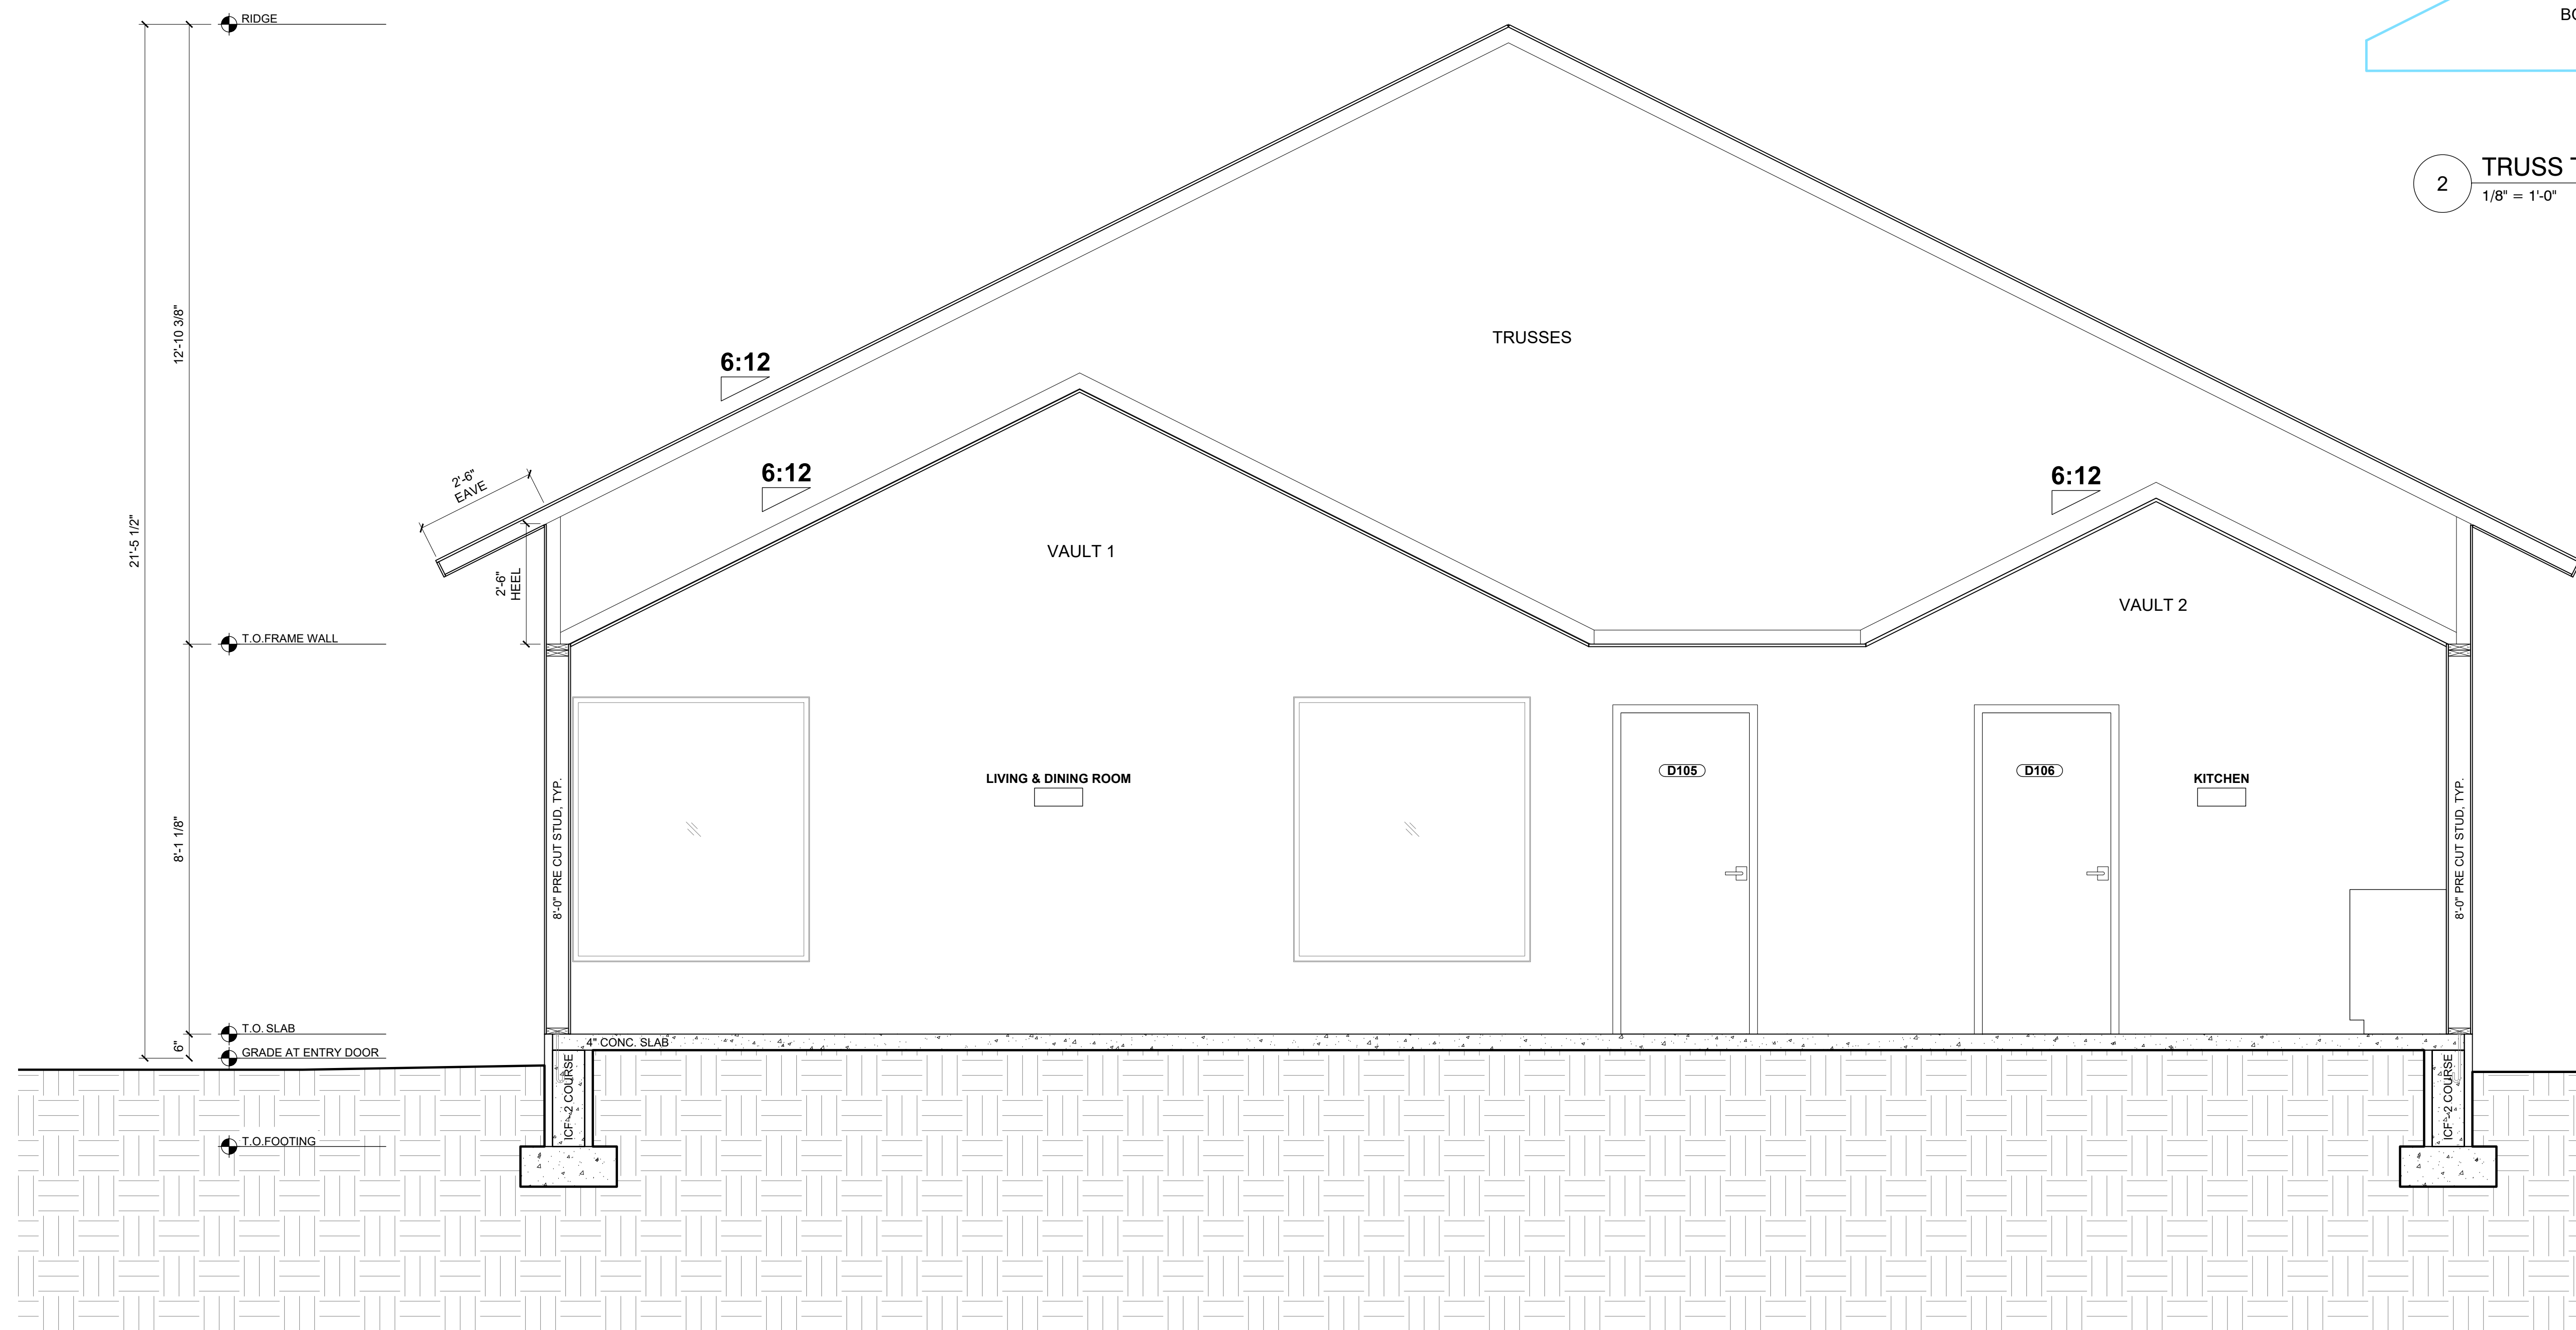 RIDGE
BO
2
TRUSS T
1/8" = 1'-0"
12'-10 3/8"
TRUSSES
6:12
6:12
6:12
2'-6"
EAVE
21'-5 1/2"
VAULT 1
2'-6"
HEEL
VAULT 2
T.O.FRAME WALL
8'-1 1/8"
8'-0" PRE CUT STUD, TYP.
LIVING & DINING ROOM
D105
D106
KITCHEN
8'-0" PRE CUT STUD, TYP.
T.O. SLAB
6"
4" CONC. SLAB
GRADE AT ENTRY DOOR
ICF - 2 COURSE
ICF - 2 COURSE
T.O.FOOTING